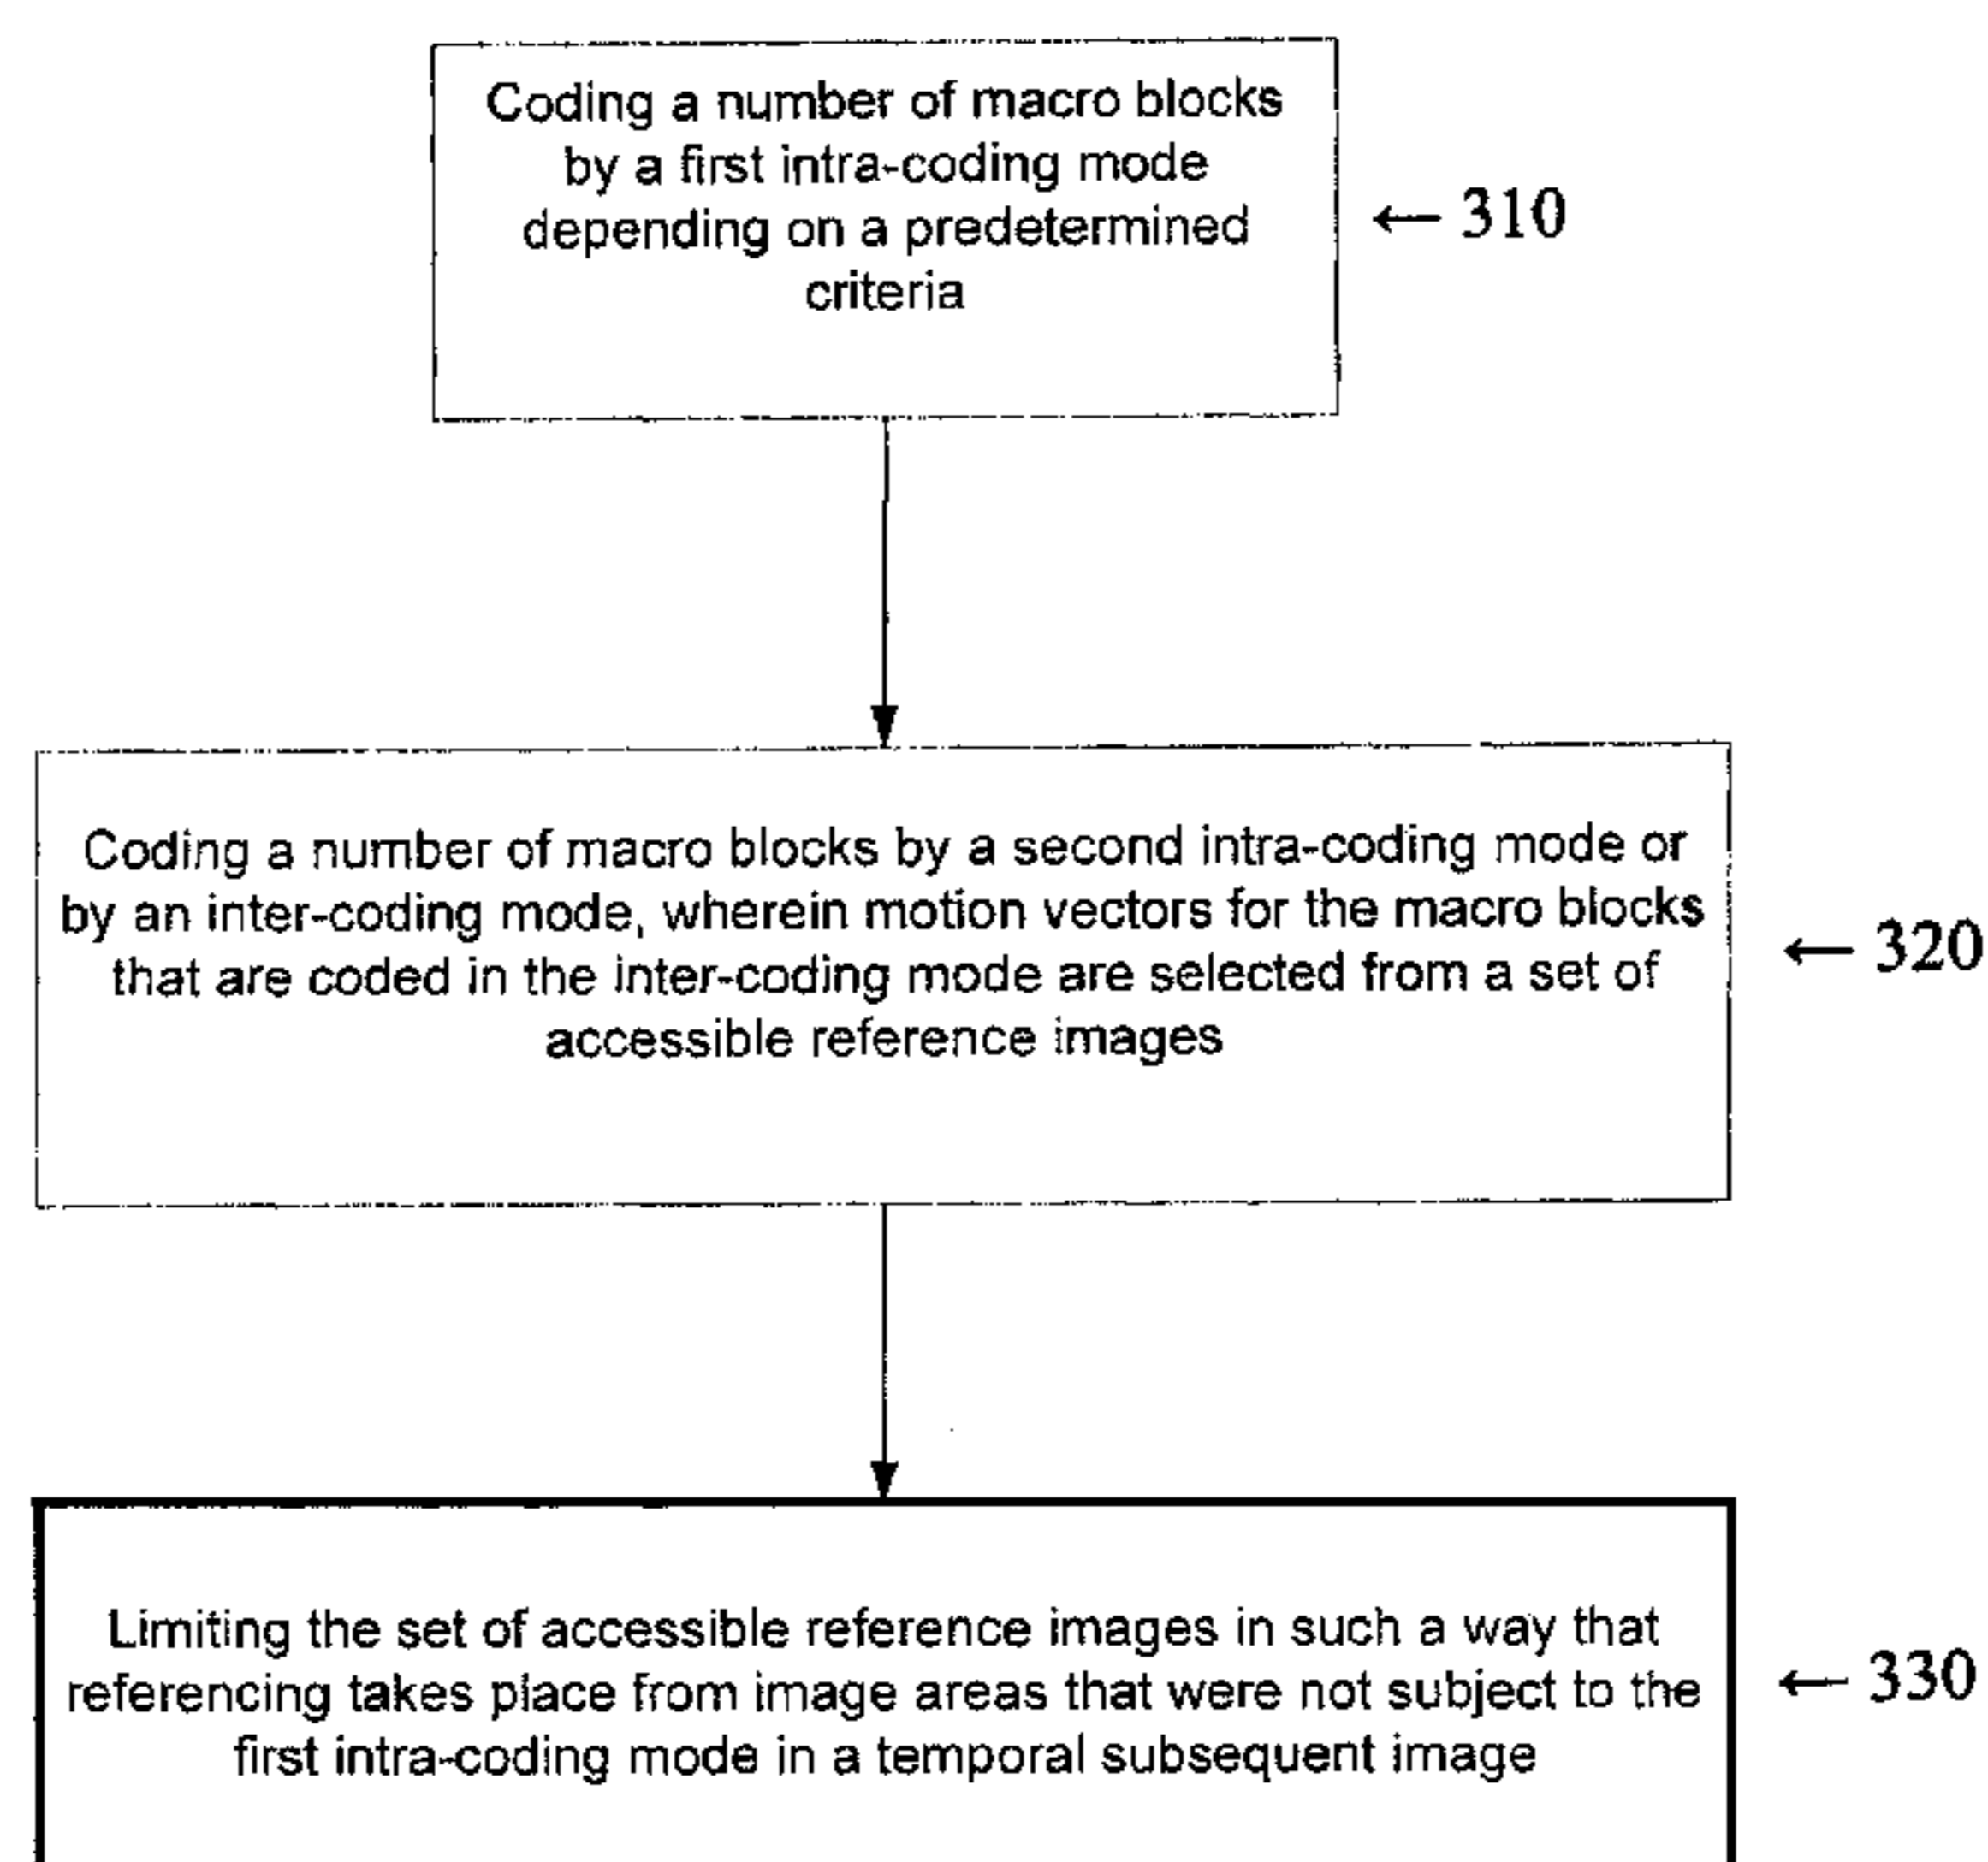 Coding a number of macro blocks
by a first intra-coding mode
depending on a predetermined
criteria
← 310
Coding a number of macro blocks by a second intra-coding mode or
by an inter-coding mode, wherein motion vectors for the macro blocks
that are coded in the inter-coding mode are selected from a set of
accessible reference images
← 320
Limiting the set of accessible reference images in such a way that
referencing takes place from image areas that were not subject to the
first intra-coding mode in a temporal subsequent image
← 330